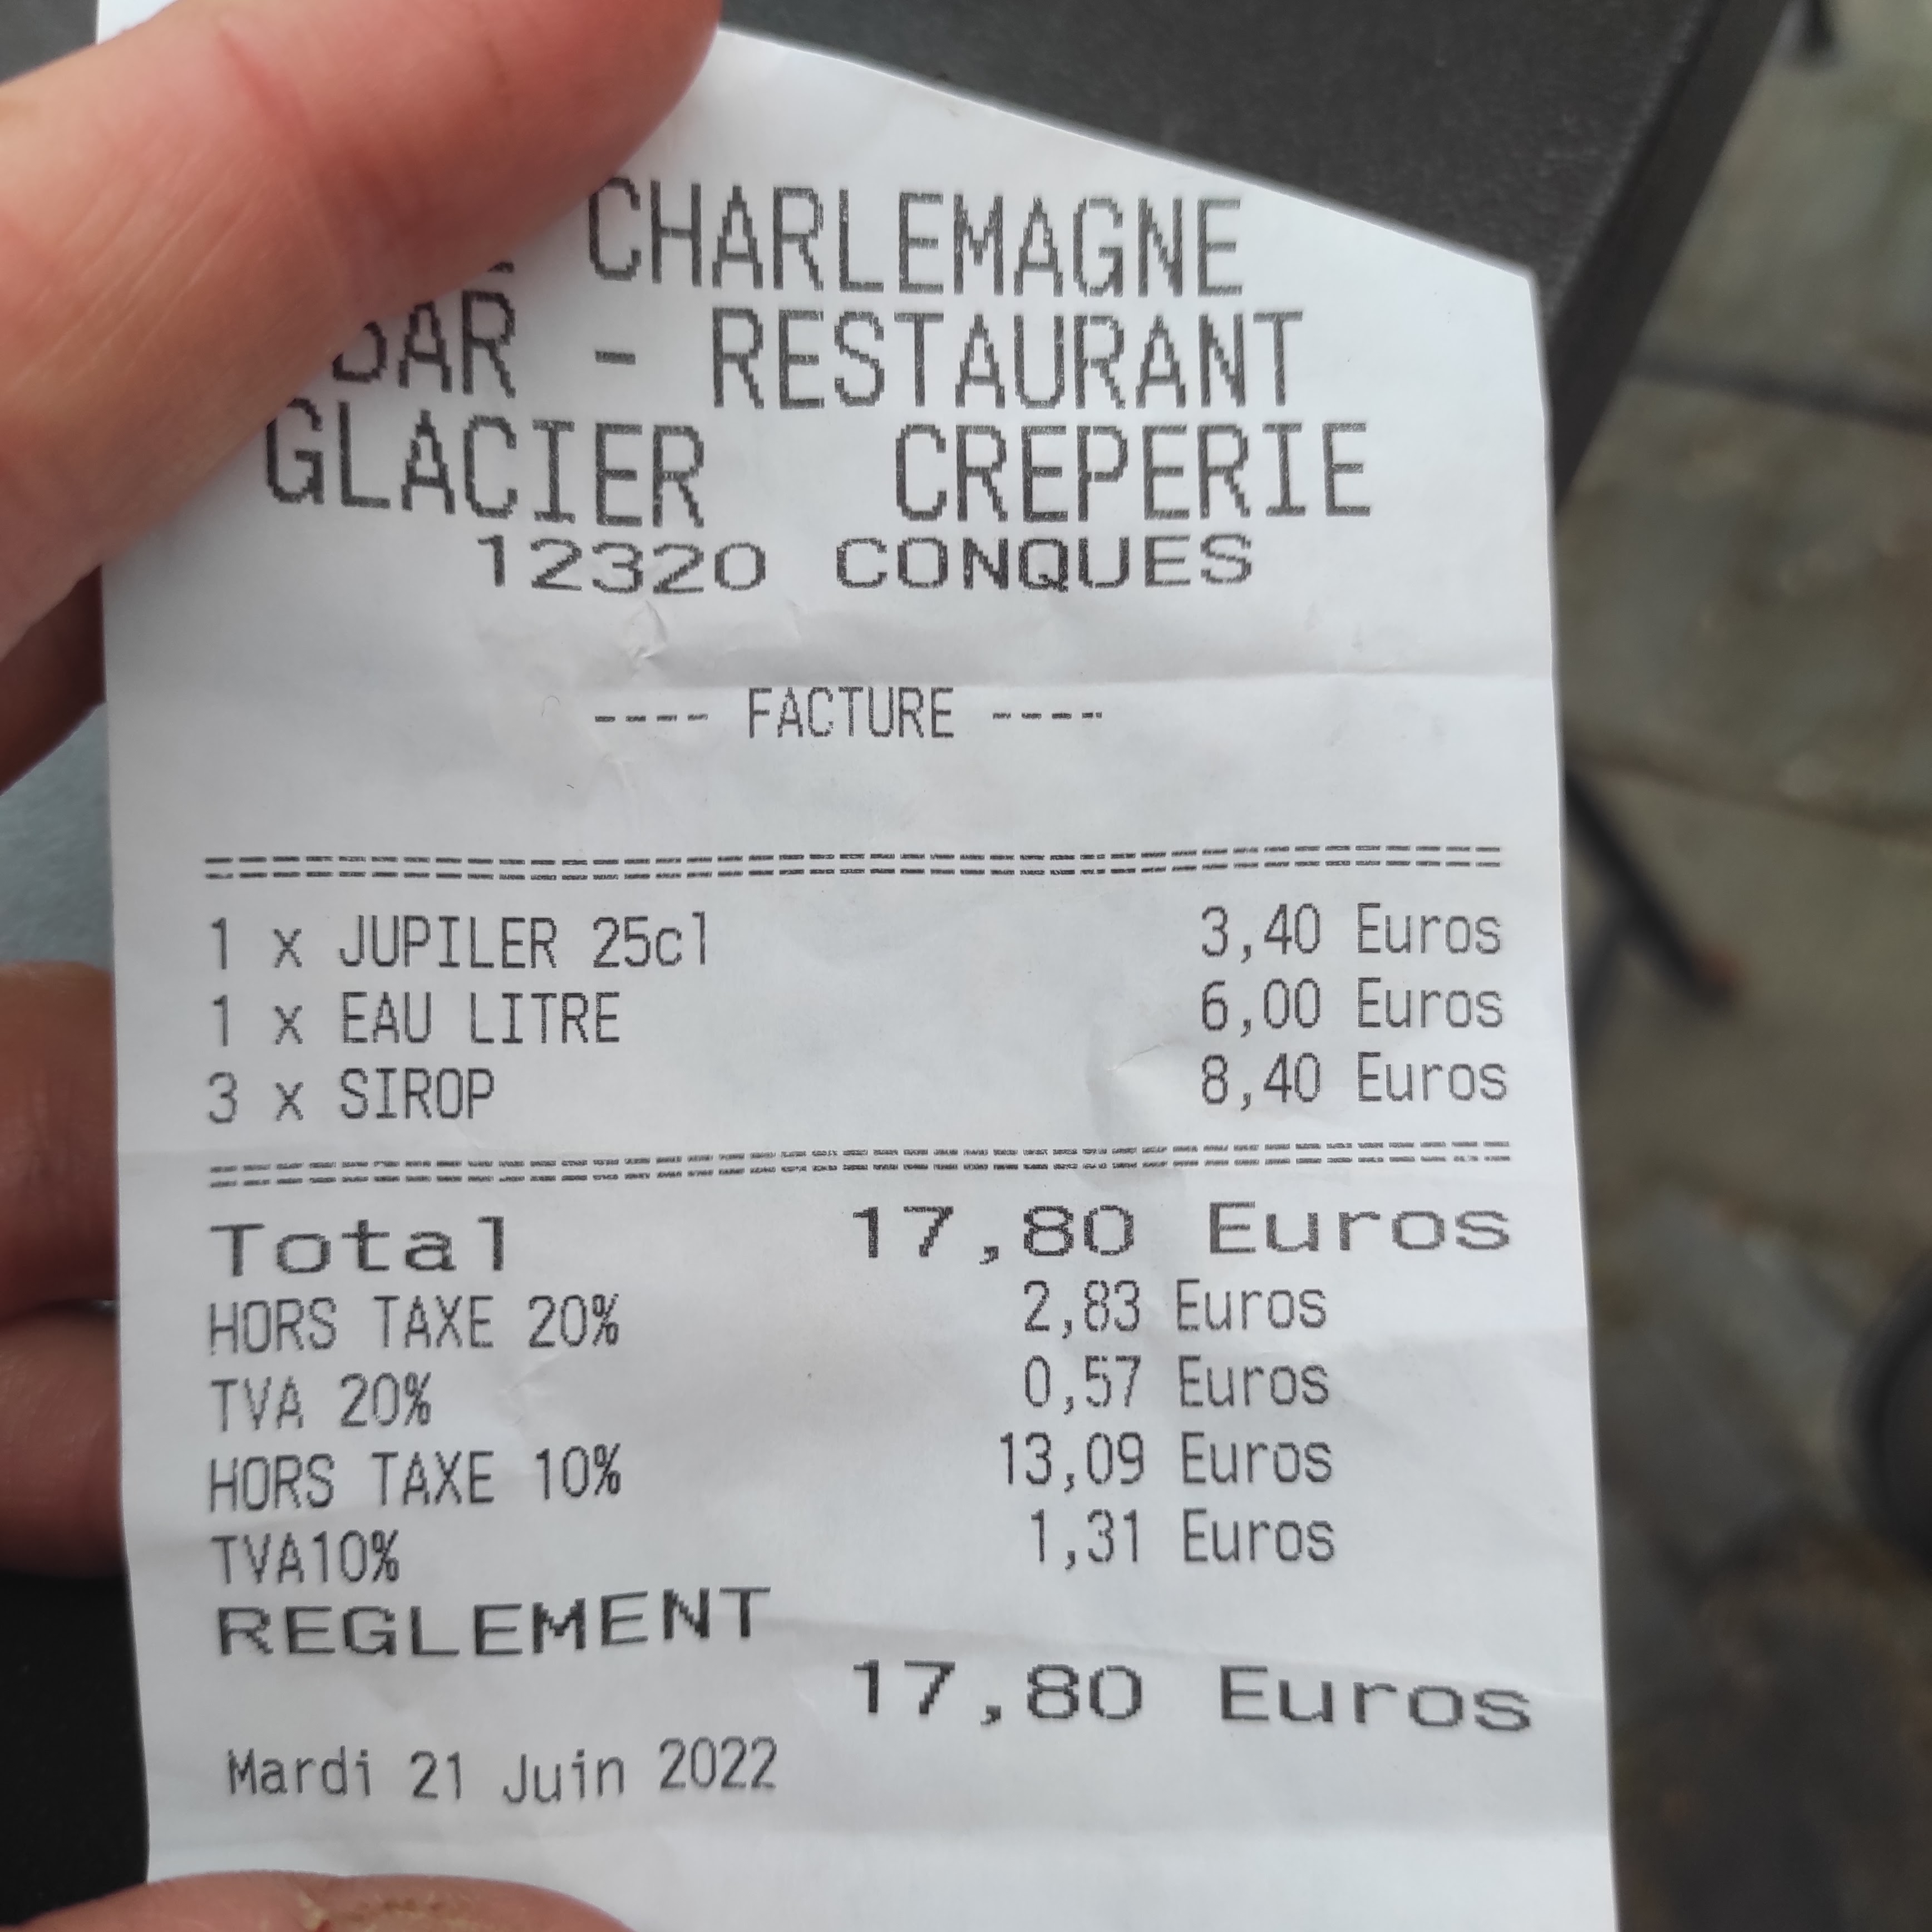 CHARLEMAGNE
BAR - RESTAURANT
GLACIER CREPERIE
12320 CONQUES
---- FACTURE ----
1 x JUPILER 25cl 3,40 Euros
1 x EAU LITRE 6,00 Euros
3 x SIROP 8,40 Euros
Total 17,80 Euros
HORS TAXE 20% 2,83 Euros
TVA 20% 0,57 Euros
HORS TAXE 10% 13,09 Euros
TVA10% 1,31 Euros
REGLEMENT
17,80 Euros
Mardi 21 Juin 2022